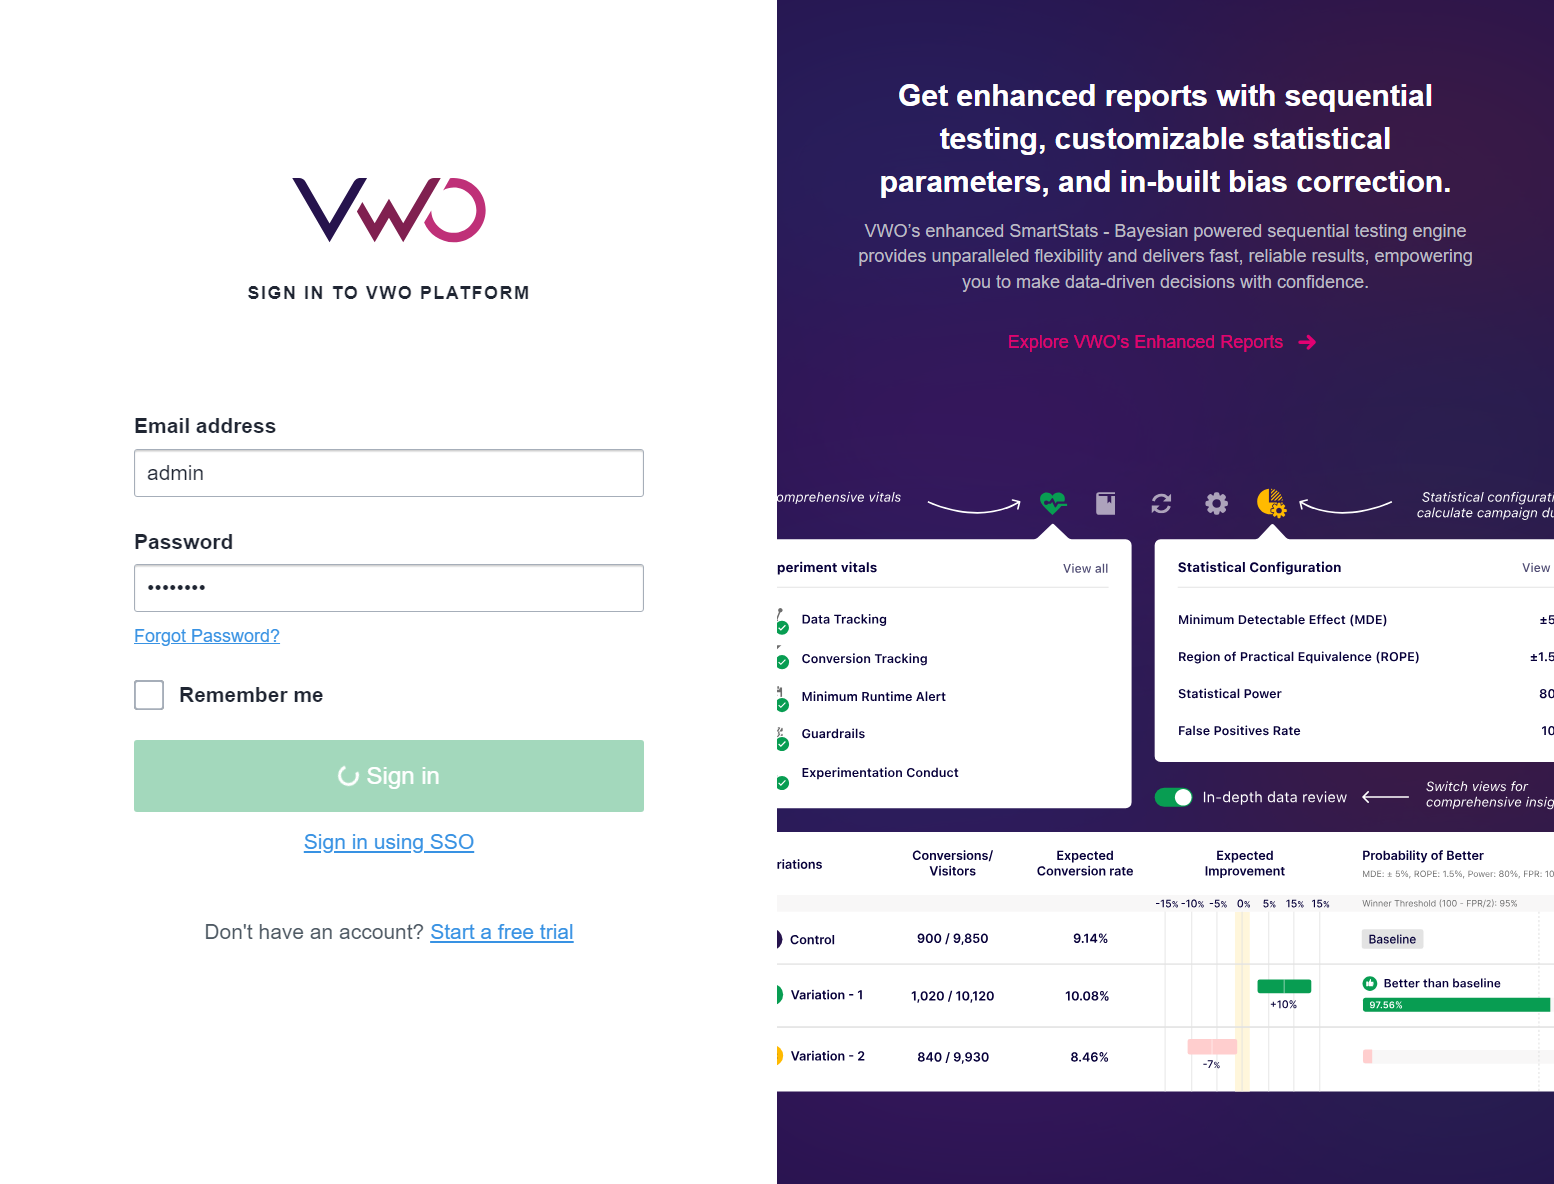 VWO
SIGN IN TO VWO PLATFORM
Email address
admin
Password
••••••••
Forgot Password?
Remember me
Sign in
Sign in using SSO
Don't have an account? Start a free trial
Get enhanced reports with sequential
testing, customizable statistical
parameters, and in-built bias correction.
VWO's enhanced SmartStats - Bayesian powered sequential testing engine
provides unparalleled flexibility and delivers fast, reliable results, empowering
you to make data-driven decisions with confidence.
Explore VWO's Enhanced Reports
omprehensive vitals
Statistical configurati
calculate campaign du
periment vitals View all
Data Tracking
Conversion Tracking
Minimum Runtime Alert
Guardrails
Experimentation Conduct
Statistical Configuration View
Minimum Detectable Effect (MDE) ±5
Region of Practical Equivalence (ROPE) ±1.5
Statistical Power 80
False Positives Rate 10
In-depth data review
Switch views for
comprehensive insig
riations
Conversions/
Visitors
Expected
Conversion rate
Expected
Improvement
Probability of Better
MDE: ± 5%, ROPE: 1.5%, Power: 80%, FPR: 10
-15% -10% -5% 0% 5% 15% 15%
Winner Threshold (100 - FPR/2): 95%
Control 900 / 9,850 9.14% Baseline
Variation - 1 1,020 / 10,120 10.08% +10% Better than baseline
97.56%
Variation - 2 840 / 9,930 8.46% -7%